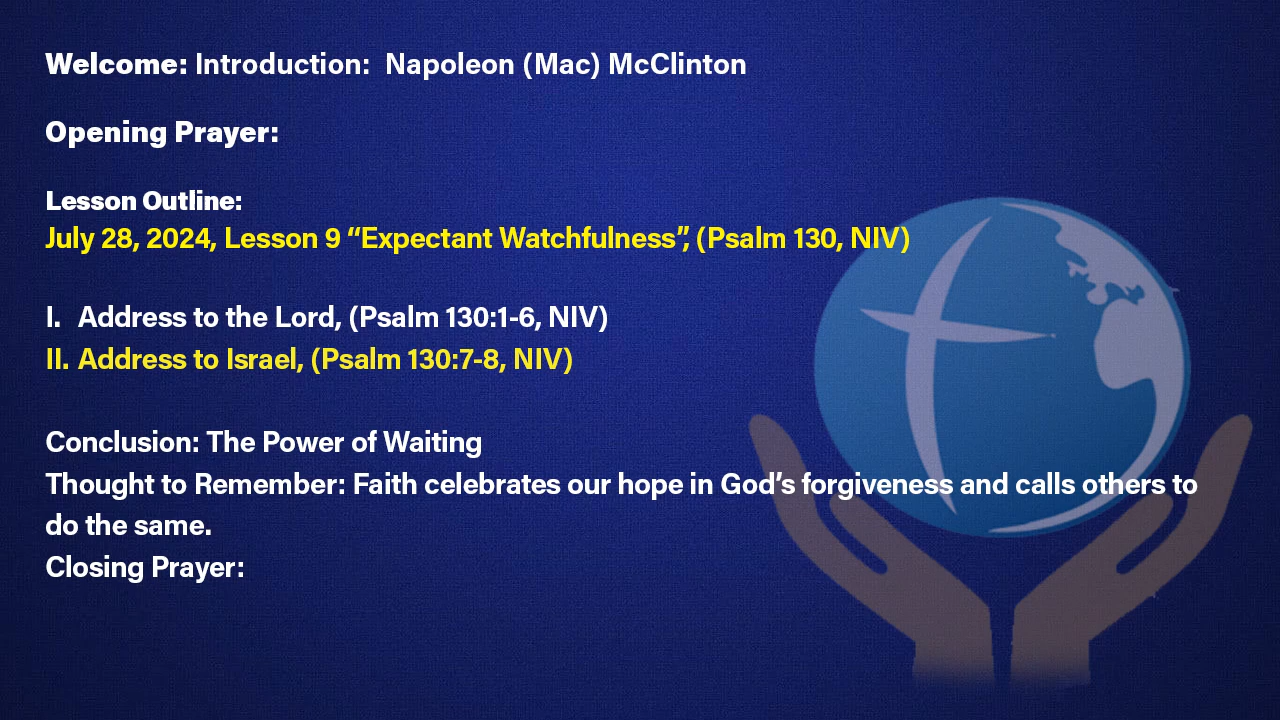 Welcome: Introduction:  Napoleon (Mac) McClinton
Opening Prayer:
Lesson Outline:
July 28, 2024, Lesson 9 “Expectant Watchfulness”, (Psalm 130, NIV)
I.  Address to the Lord, (Psalm 130:1-6, NIV)
II. Address to Israel, (Psalm 130:7-8, NIV)
Conclusion: The Power of Waiting
Thought to Remember: Faith celebrates our hope in God’s forgiveness and calls others to
do the same.
Closing Prayer: